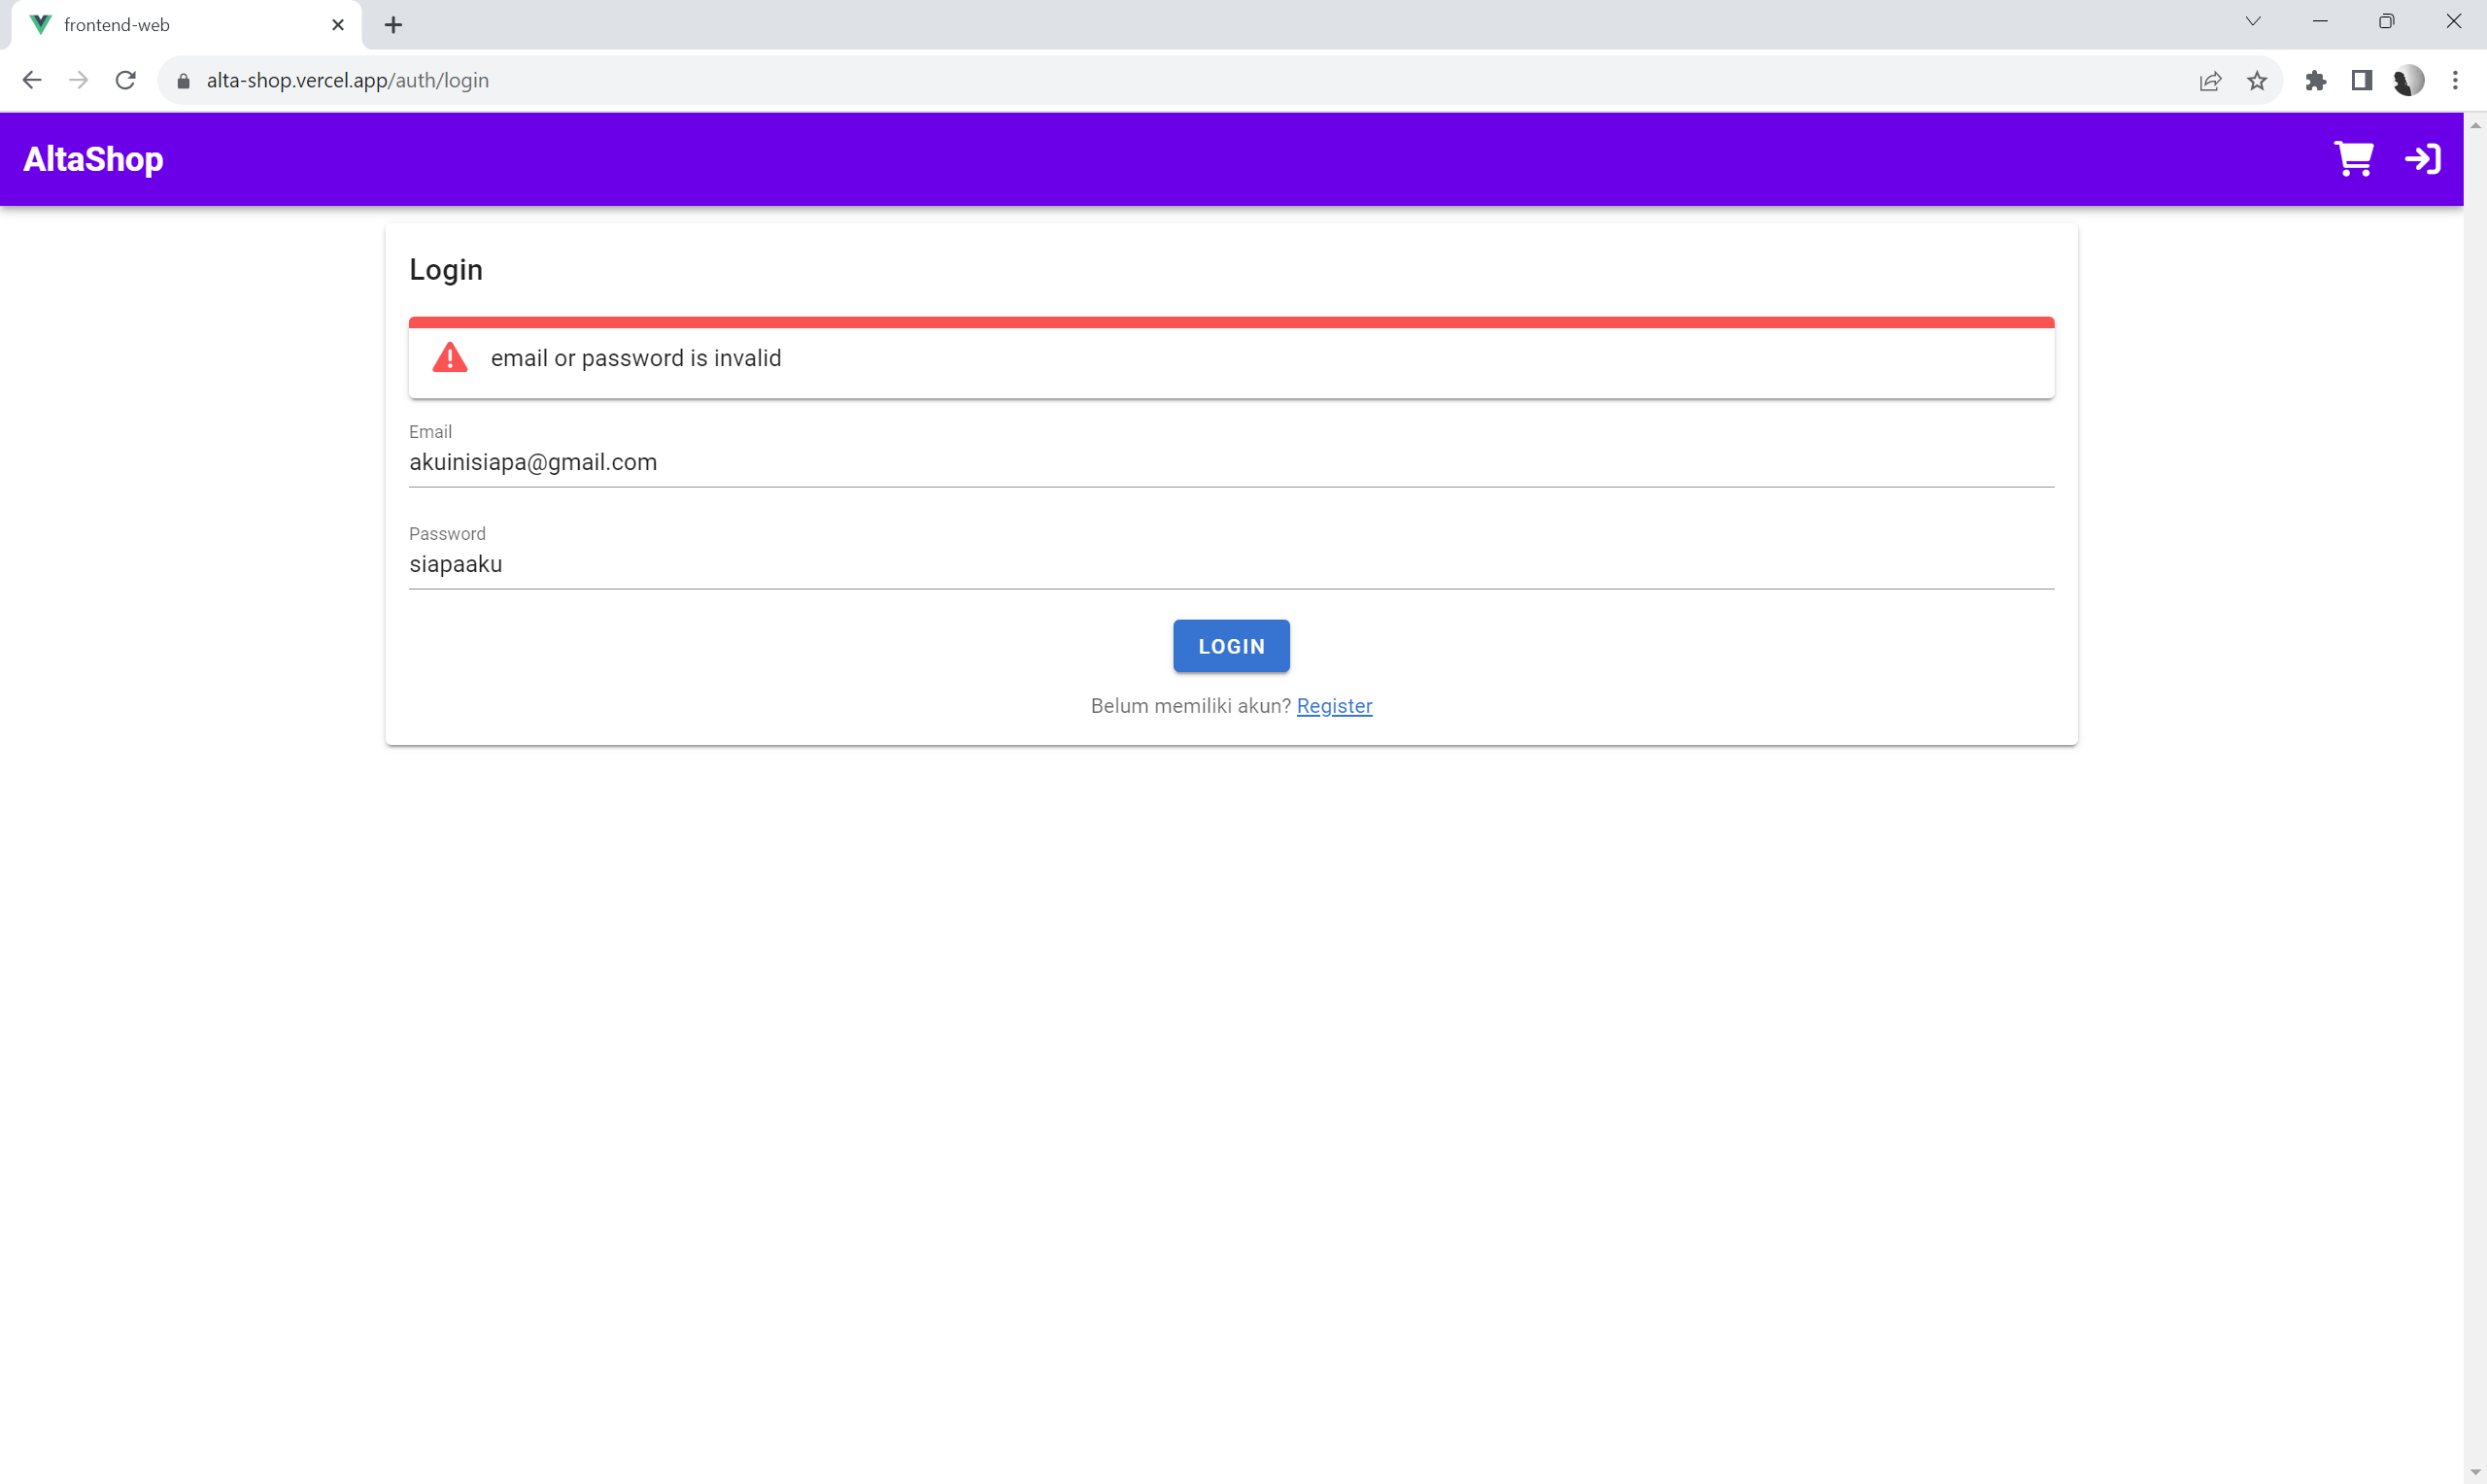 frontend-web
alta-shop.vercel.app/auth/login
AltaShop
Login
email or password is invalid
Email
akuinisiapa@gmail.com
Password
siapaaku
LOGIN
Belum memiliki akun? Register